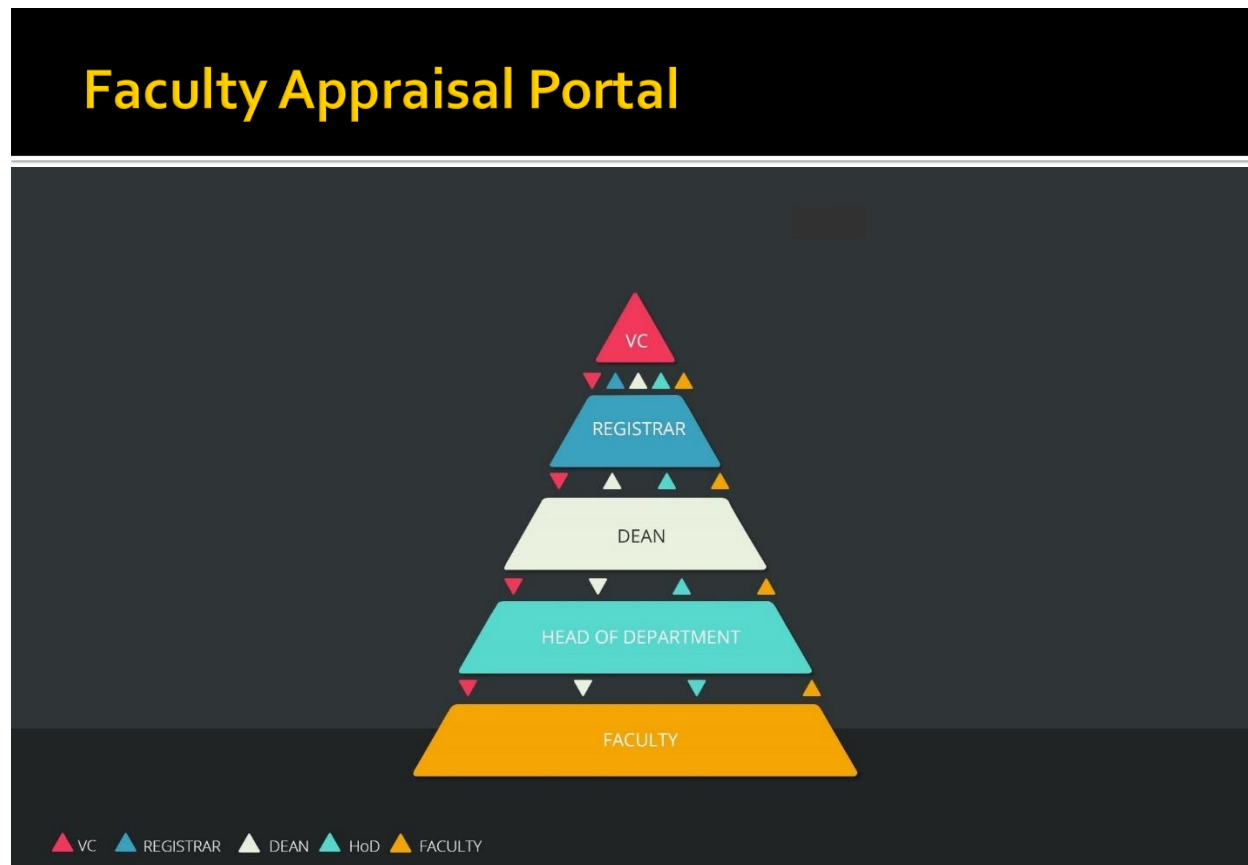 Faculty Appraisal Portal
VC
REGISTRAR
DEAN
HEAD OF DEPARTMENT
FACULTY
VC REGISTRAR DEAN HoD FACULTY